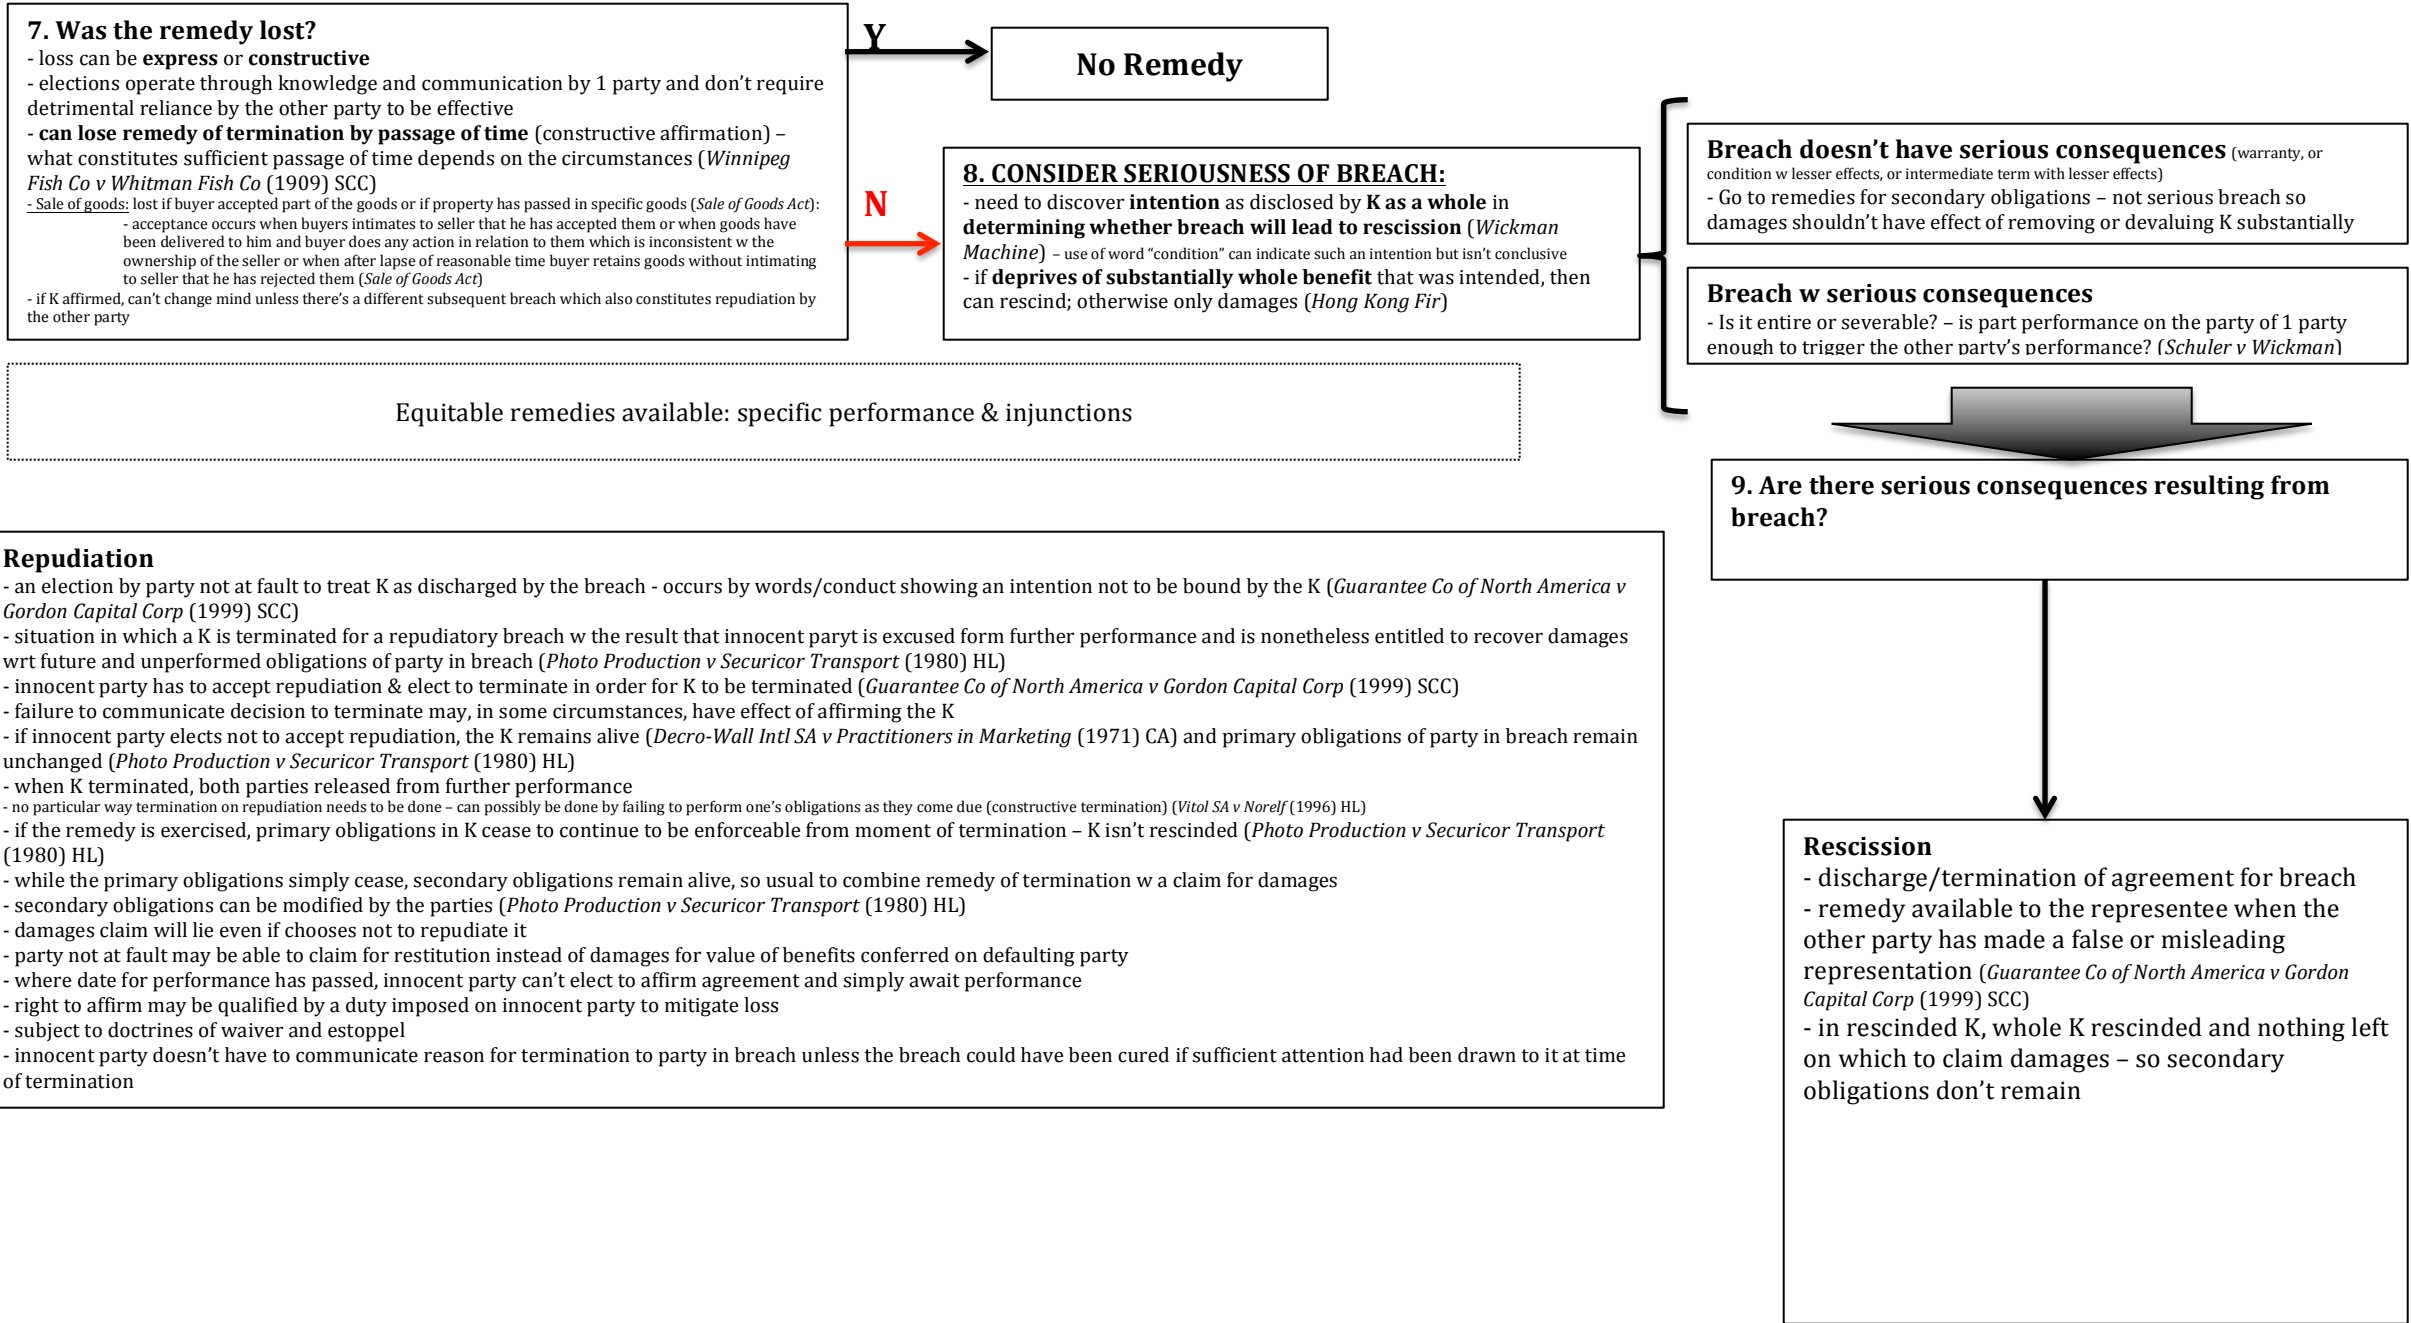 7. Was the remedy lost?
- loss can be express or constructive
- elections operate through knowledge and communication by 1 party and don’t require
detrimental reliance by the other party to be effective
- can lose remedy of termination by passage of time (constructive affirmation) –
what constitutes sufficient passage of time depends on the circumstances (Winnipeg
Fish Co v Whitman Fish Co (1909) SCC)
- Sale of goods: lost if buyer accepted part of the goods or if property has passed in specific goods (Sale of Goods Act):
- acceptance occurs when buyers intimates to seller that he has accepted them or when goods have
been delivered to him and buyer does any action in relation to them which is inconsistent w the
ownership of the seller or when after lapse of reasonable time buyer retains goods without intimating
to seller that he has rejected them (Sale of Goods Act)
- if K affirmed, can’t change mind unless there’s a different subsequent breach which also constitutes repudiation by
the other party
Y
No Remedy
N
8. CONSIDER SERIOUSNESS OF BREACH:
- need to discover intention as disclosed by K as a whole in
determining whether breach will lead to rescission (Wickman
Machine) – use of word “condition” can indicate such an intention but isn’t conclusive
- if deprives of substantially whole benefit that was intended, then
can rescind; otherwise only damages (Hong Kong Fir)
Breach doesn’t have serious consequences (warranty, or
condition w lesser effects, or intermediate term with lesser effects)
- Go to remedies for secondary obligations – not serious breach so
damages shouldn’t have effect of removing or devaluing K substantially
Breach w serious consequences
- Is it entire or severable? – is part performance on the party of 1 party
enough to trigger the other party’s performance? (Schuler v Wickman)
Equitable remedies available: specific performance & injunctions
9. Are there serious consequences resulting from
breach?
Repudiation
- an election by party not at fault to treat K as discharged by the breach - occurs by words/conduct showing an intention not to be bound by the K (Guarantee Co of North America v
Gordon Capital Corp (1999) SCC)
- situation in which a K is terminated for a repudiatory breach w the result that innocent paryt is excused form further performance and is nonetheless entitled to recover damages
wrt future and unperformed obligations of party in breach (Photo Production v Securicor Transport (1980) HL)
- innocent party has to accept repudiation & elect to terminate in order for K to be terminated (Guarantee Co of North America v Gordon Capital Corp (1999) SCC)
- failure to communicate decision to terminate may, in some circumstances, have effect of affirming the K
- if innocent party elects not to accept repudiation, the K remains alive (Decro-Wall Intl SA v Practitioners in Marketing (1971) CA) and primary obligations of party in breach remain
unchanged (Photo Production v Securicor Transport (1980) HL)
- when K terminated, both parties released from further performance
- no particular way termination on repudiation needs to be done – can possibly be done by failing to perform one’s obligations as they come due (constructive termination) (Vitol SA v Norelf (1996) HL)
- if the remedy is exercised, primary obligations in K cease to continue to be enforceable from moment of termination – K isn’t rescinded (Photo Production v Securicor Transport
(1980) HL)
- while the primary obligations simply cease, secondary obligations remain alive, so usual to combine remedy of termination w a claim for damages
- secondary obligations can be modified by the parties (Photo Production v Securicor Transport (1980) HL)
- damages claim will lie even if chooses not to repudiate it
- party not at fault may be able to claim for restitution instead of damages for value of benefits conferred on defaulting party
- where date for performance has passed, innocent party can’t elect to affirm agreement and simply await performance
- right to affirm may be qualified by a duty imposed on innocent party to mitigate loss
- subject to doctrines of waiver and estoppel
- innocent party doesn’t have to communicate reason for termination to party in breach unless the breach could have been cured if sufficient attention had been drawn to it at time
of termination
Rescission
- discharge/termination of agreement for breach
- remedy available to the representee when the
other party has made a false or misleading
representation (Guarantee Co of North America v Gordon
Capital Corp (1999) SCC)
- in rescinded K, whole K rescinded and nothing left
on which to claim damages – so secondary
obligations don’t remain